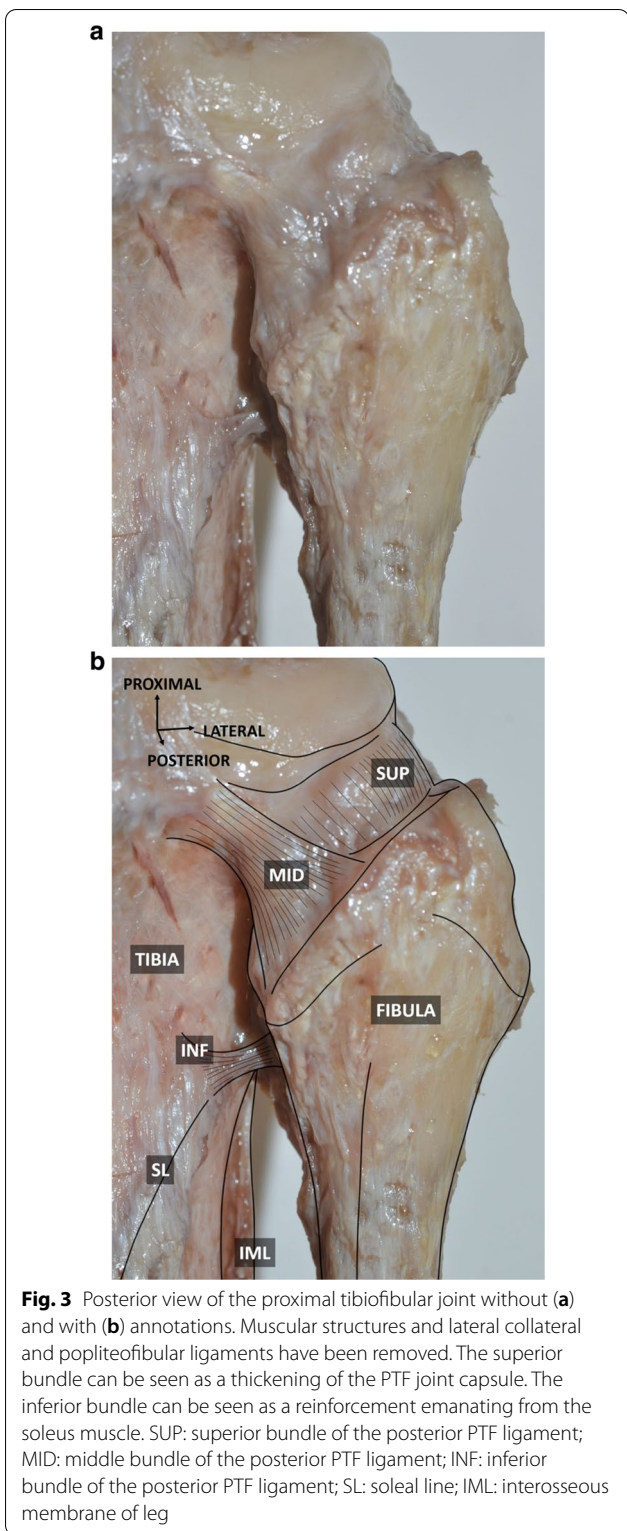 a
b
PROXIMAL
LATERAL
POSTERIOR
SUP
MID
TIBIA
FIBULA
INF
SL
IML
Fig. 3 Posterior view of the proximal tibiofibular joint without (a)
and with (b) annotations. Muscular structures and lateral collateral
and popliteofibular ligaments have been removed. The superior
bundle can be seen as a thickening of the PTF joint capsule. The
inferior bundle can be seen as a reinforcement emanating from the
soleus muscle. SUP: superior bundle of the posterior PTF ligament;
MID: middle bundle of the posterior PTF ligament; INF: inferior
bundle of the posterior PTF ligament; SL: soleal line; IML: interosseous
membrane of leg